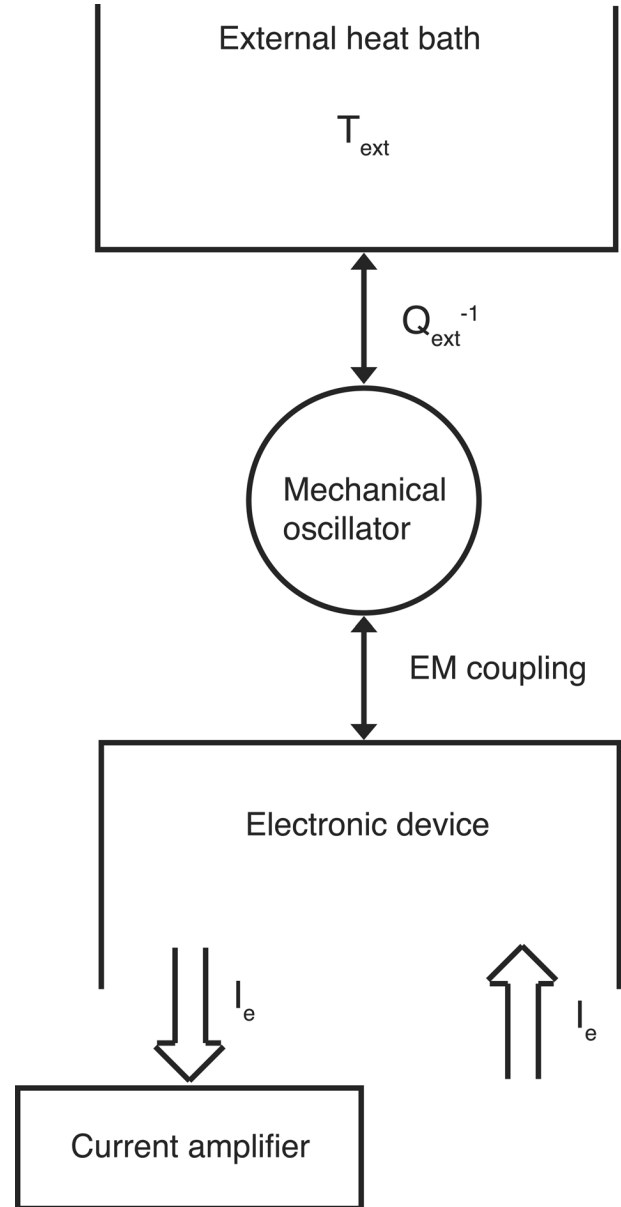 External heat bath
T_ext
Q_ext^-1
Mechanical
oscillator
EM coupling
Electronic device
I_e
I_e
Current amplifier